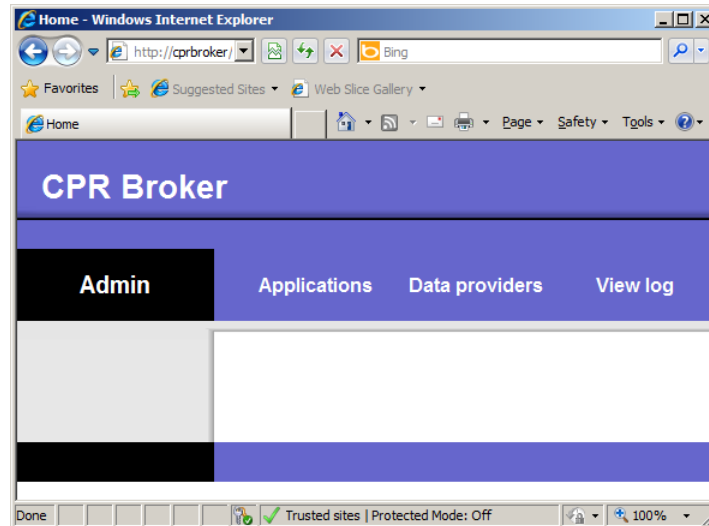 Home - Windows Internet Explorer
http://cprbroker/ Bing
Favorites Suggested Sites Web Slice Gallery
Home Page Safety Tools
CPR Broker
Admin Applications Data providers View log
Done Trusted sites | Protected Mode: Off 100%